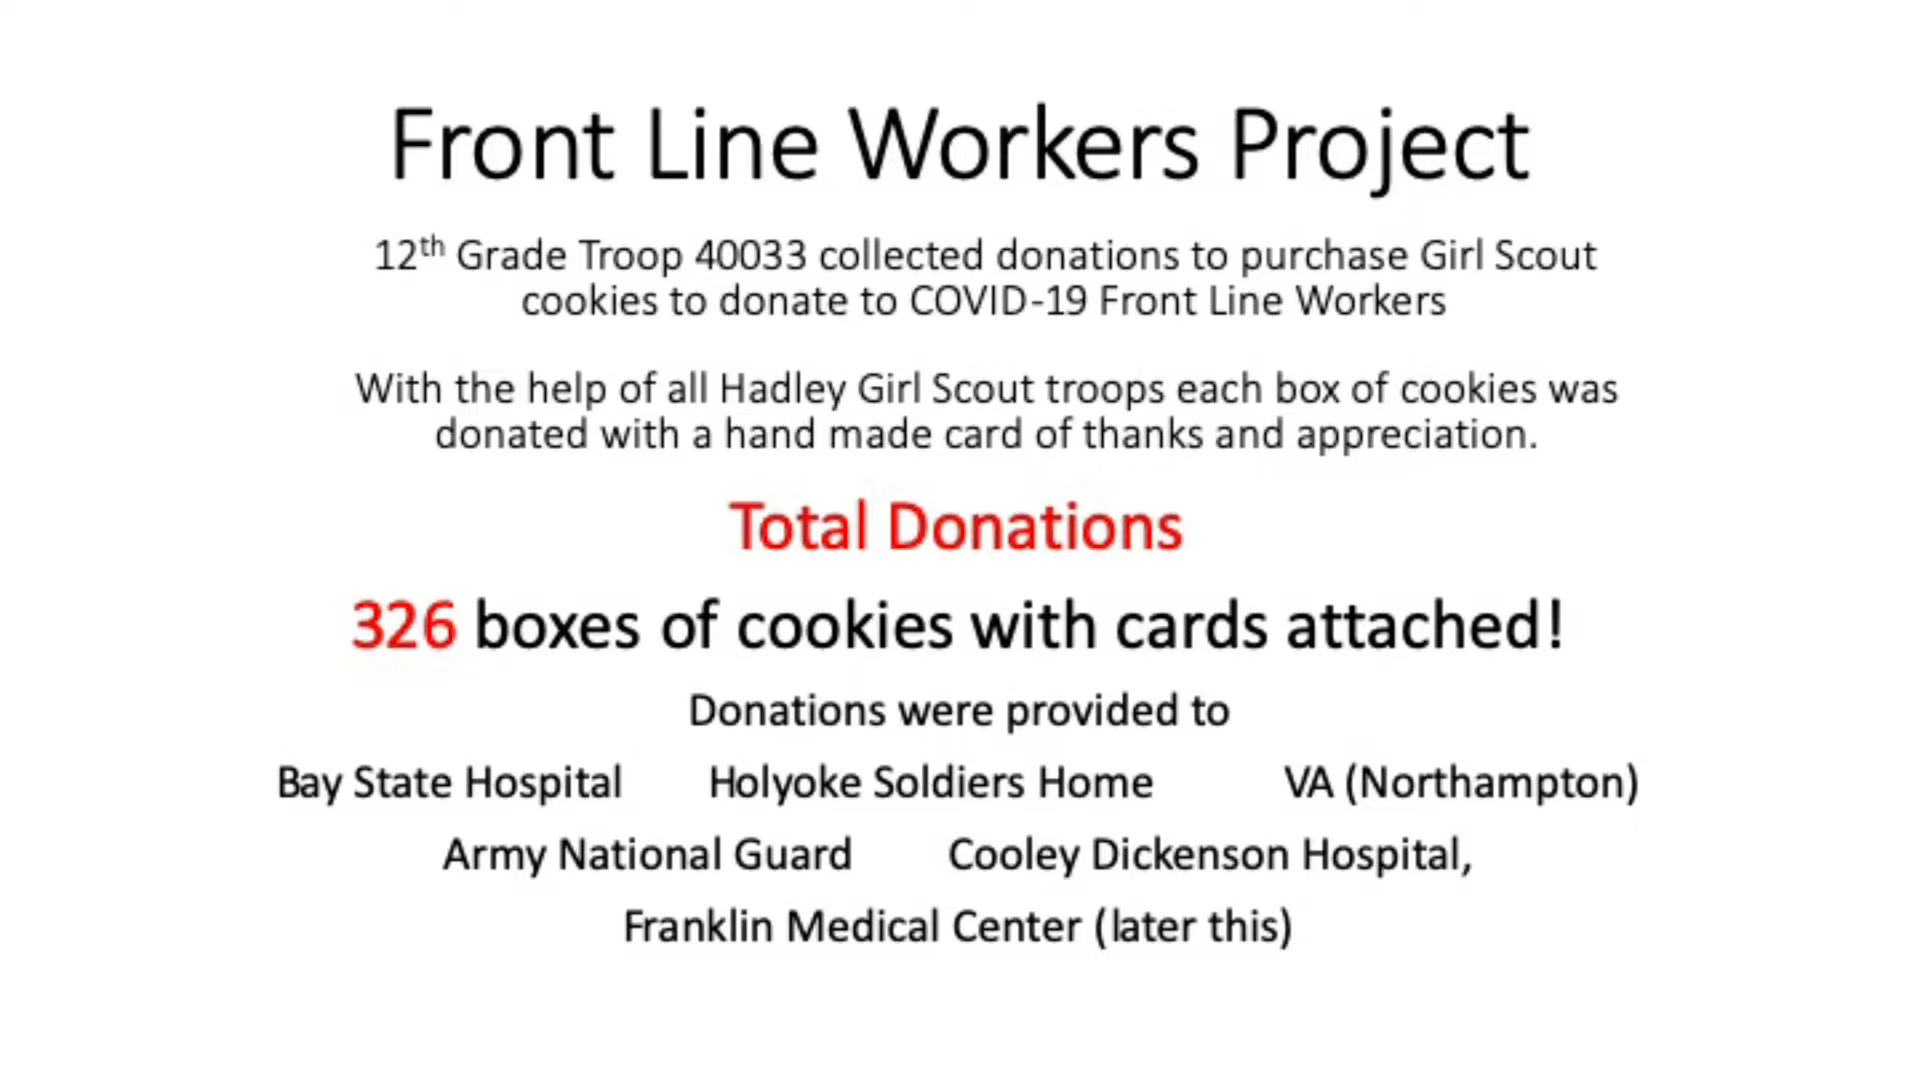 Front Line Workers Project
12th Grade Troop 40033 collected donations to purchase Girl Scout
cookies to donate to COVID-19 Front Line Workers
With the help of all Hadley Girl Scout troops each box of cookies was
donated with a hand made card of thanks and appreciation.
Total Donations
326 boxes of cookies with cards attached!
Donations were provided to
Bay State Hospital Holyoke Soldiers Home VA (Northampton)
Army National Guard Cooley Dickenson Hospital,
Franklin Medical Center (later this)